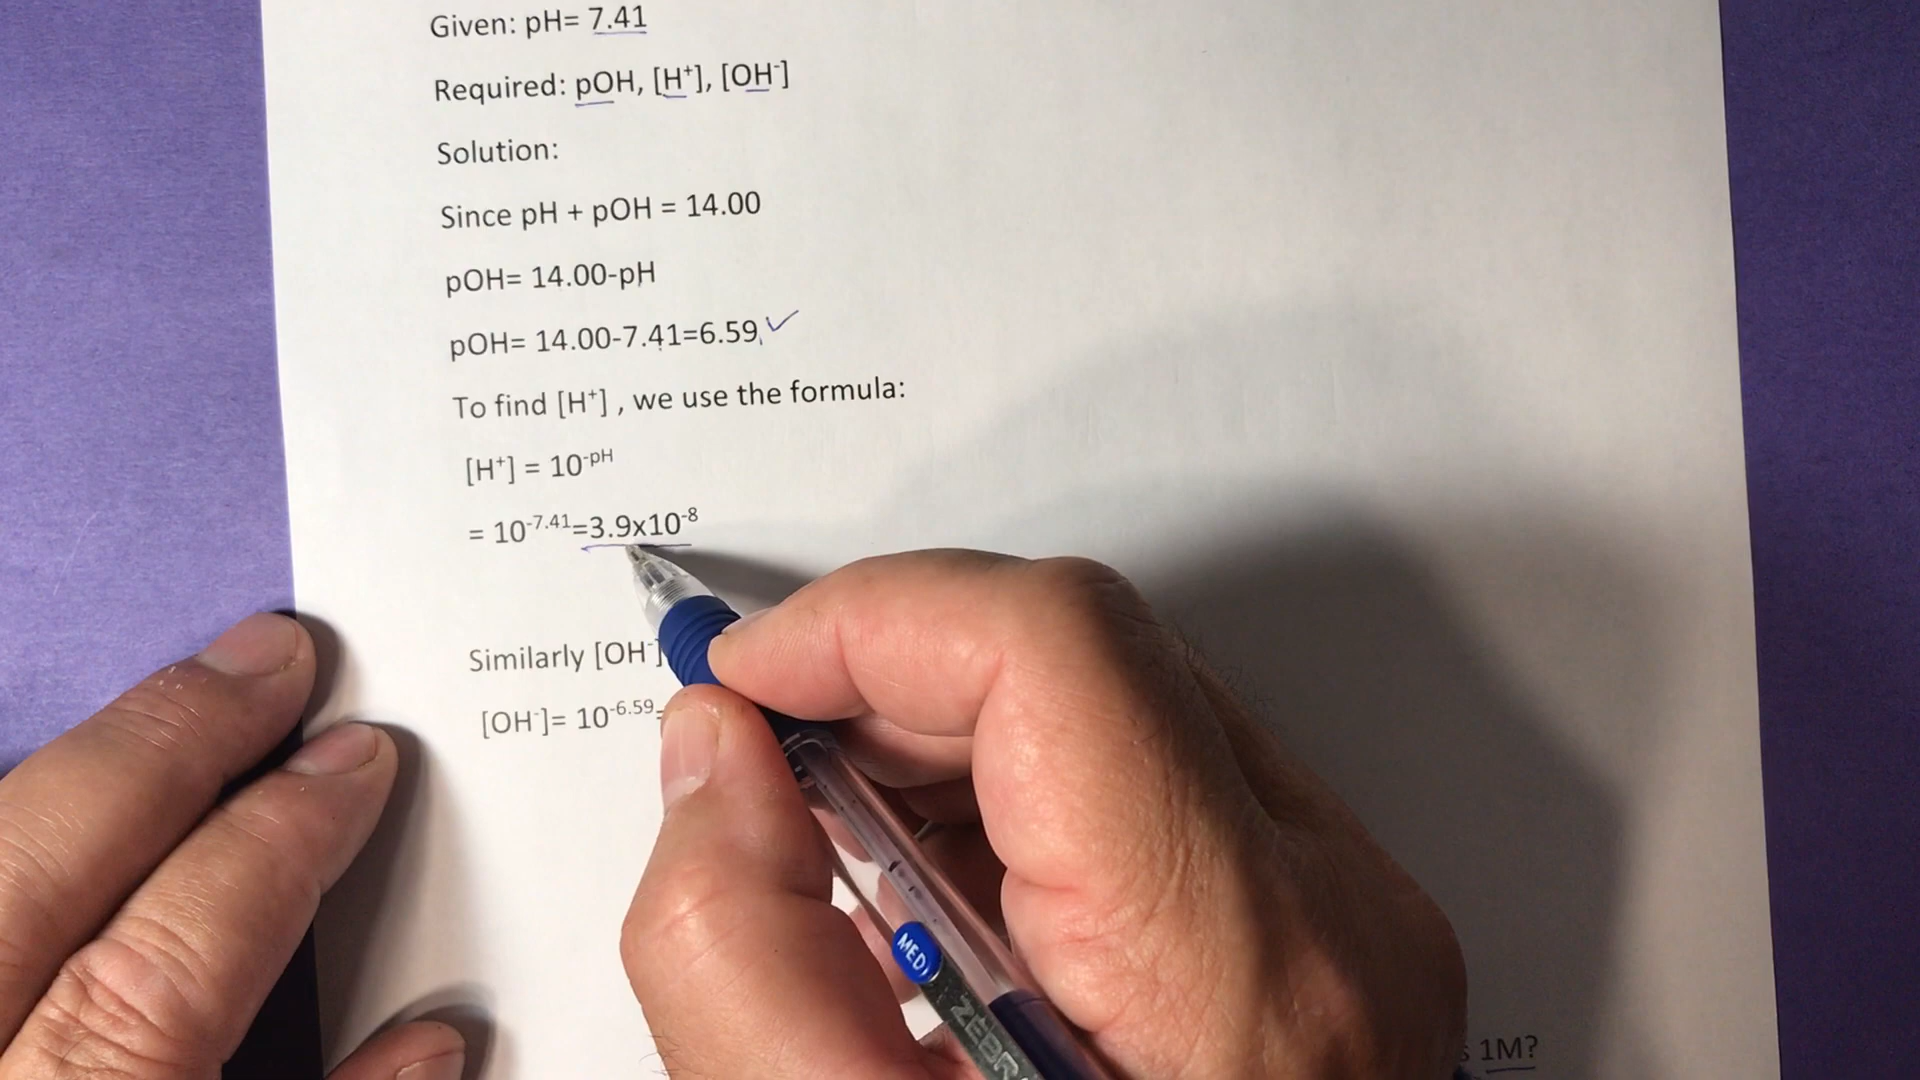 Given: pH= 7.41
Required: pOH, [H⁺], [OH⁻]
Solution:
Since pH + pOH = 14.00
pOH= 14.00-pH
pOH= 14.00-7.41=6.59
To find [H⁺] , we use the formula:
[H⁺] = 10⁻ᵖᴴ
= 10⁻⁷·⁴¹=3.9x10⁻⁸
Similarly [OH⁻]
[OH⁻]= 10⁻⁶·⁵⁹=
MED
ZEBR
1M?